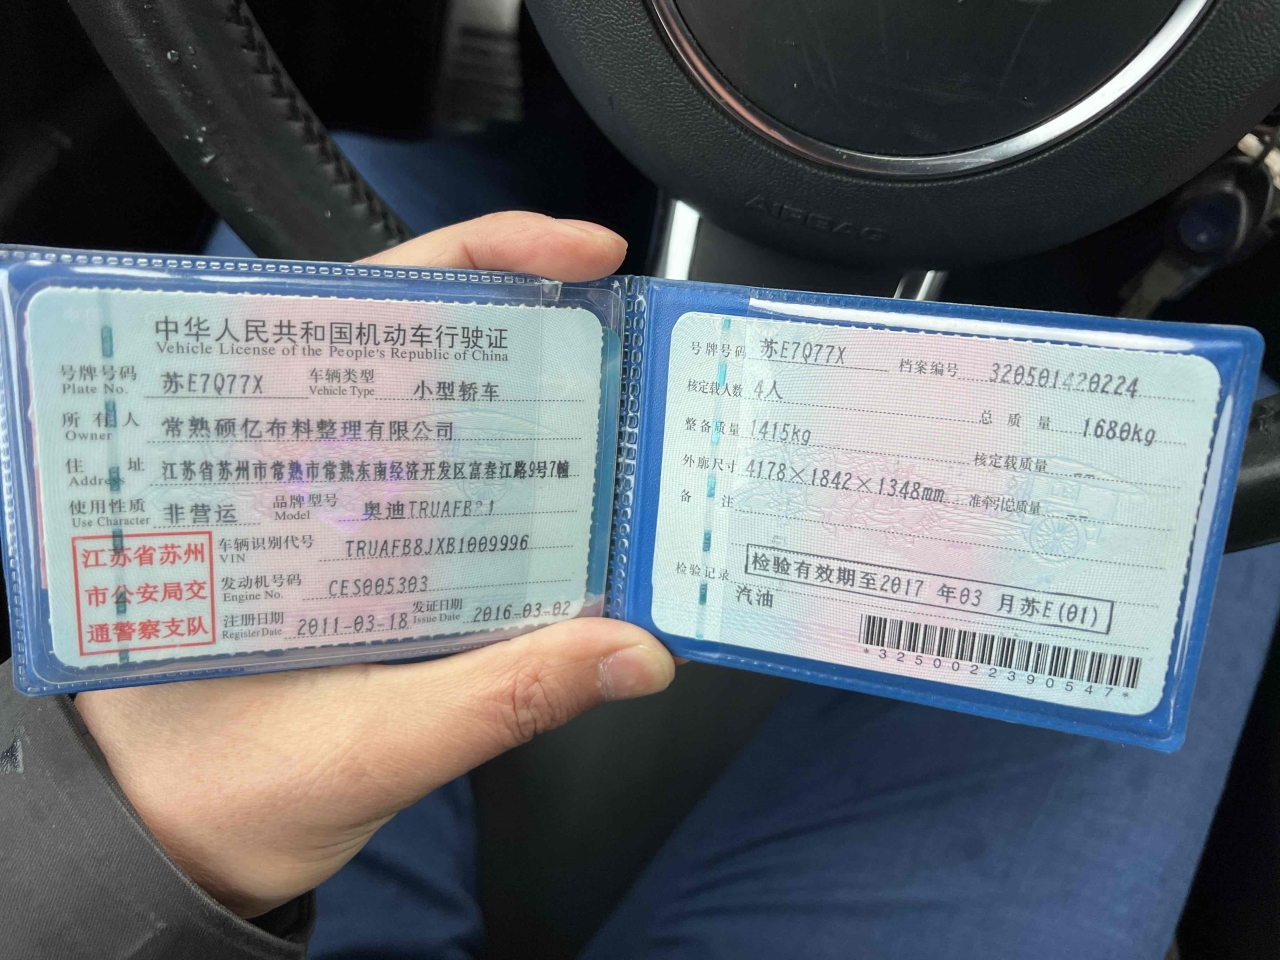 AIRBAG
中华人民共和国机动车行驶证
Vehicle License of the People's Republic of China
号牌号码 苏E7Q77X 车辆类型 小型轿车
Plate No. Vehicle Type
所有人 常熟硕亿布料整理有限公司
Owner
住址 江苏省苏州市常熟市常熟东南经济开发区富春江路9号7幢
Address
使用性质 非营运 品牌型号 奥迪TRUAFB
Use Character Model
江苏省苏州
市公安局交
通警察支队
车辆识别代号 TRUAFB8JXB1009996
VIN
发动机号码 CES005303
Engine No.
注册日期 2011-03-18 发证日期 2016-03-02
Register Date Issue Date
号牌号码 苏E7Q77X 档案编号 320501420224
核定载人数 4人 总质量 1680kg
整备质量 1415kg 核定载质量 --
外廓尺寸 4178×1842×1348mm 准牵引总质量 --
备注
检验记录 检验有效期至2017 年03 月苏E(01)
汽油
*3250022390547*